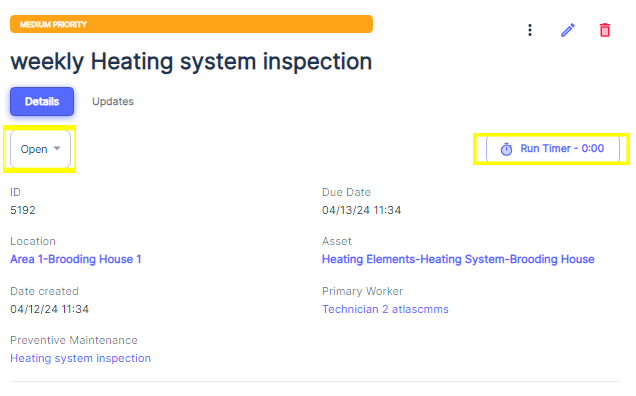 MEDIUM PRIORITY
weekly Heating system inspection
Details Updates
Open Run Timer - 0:00
ID Due Date
5192 04/13/24 11:34
Location Asset
Area 1-Brooding House 1 Heating Elements-Heating System-Brooding House
Date created Primary Worker
04/12/24 11:34 Technician 2 atlascmms
Preventive Maintenance
Heating system inspection